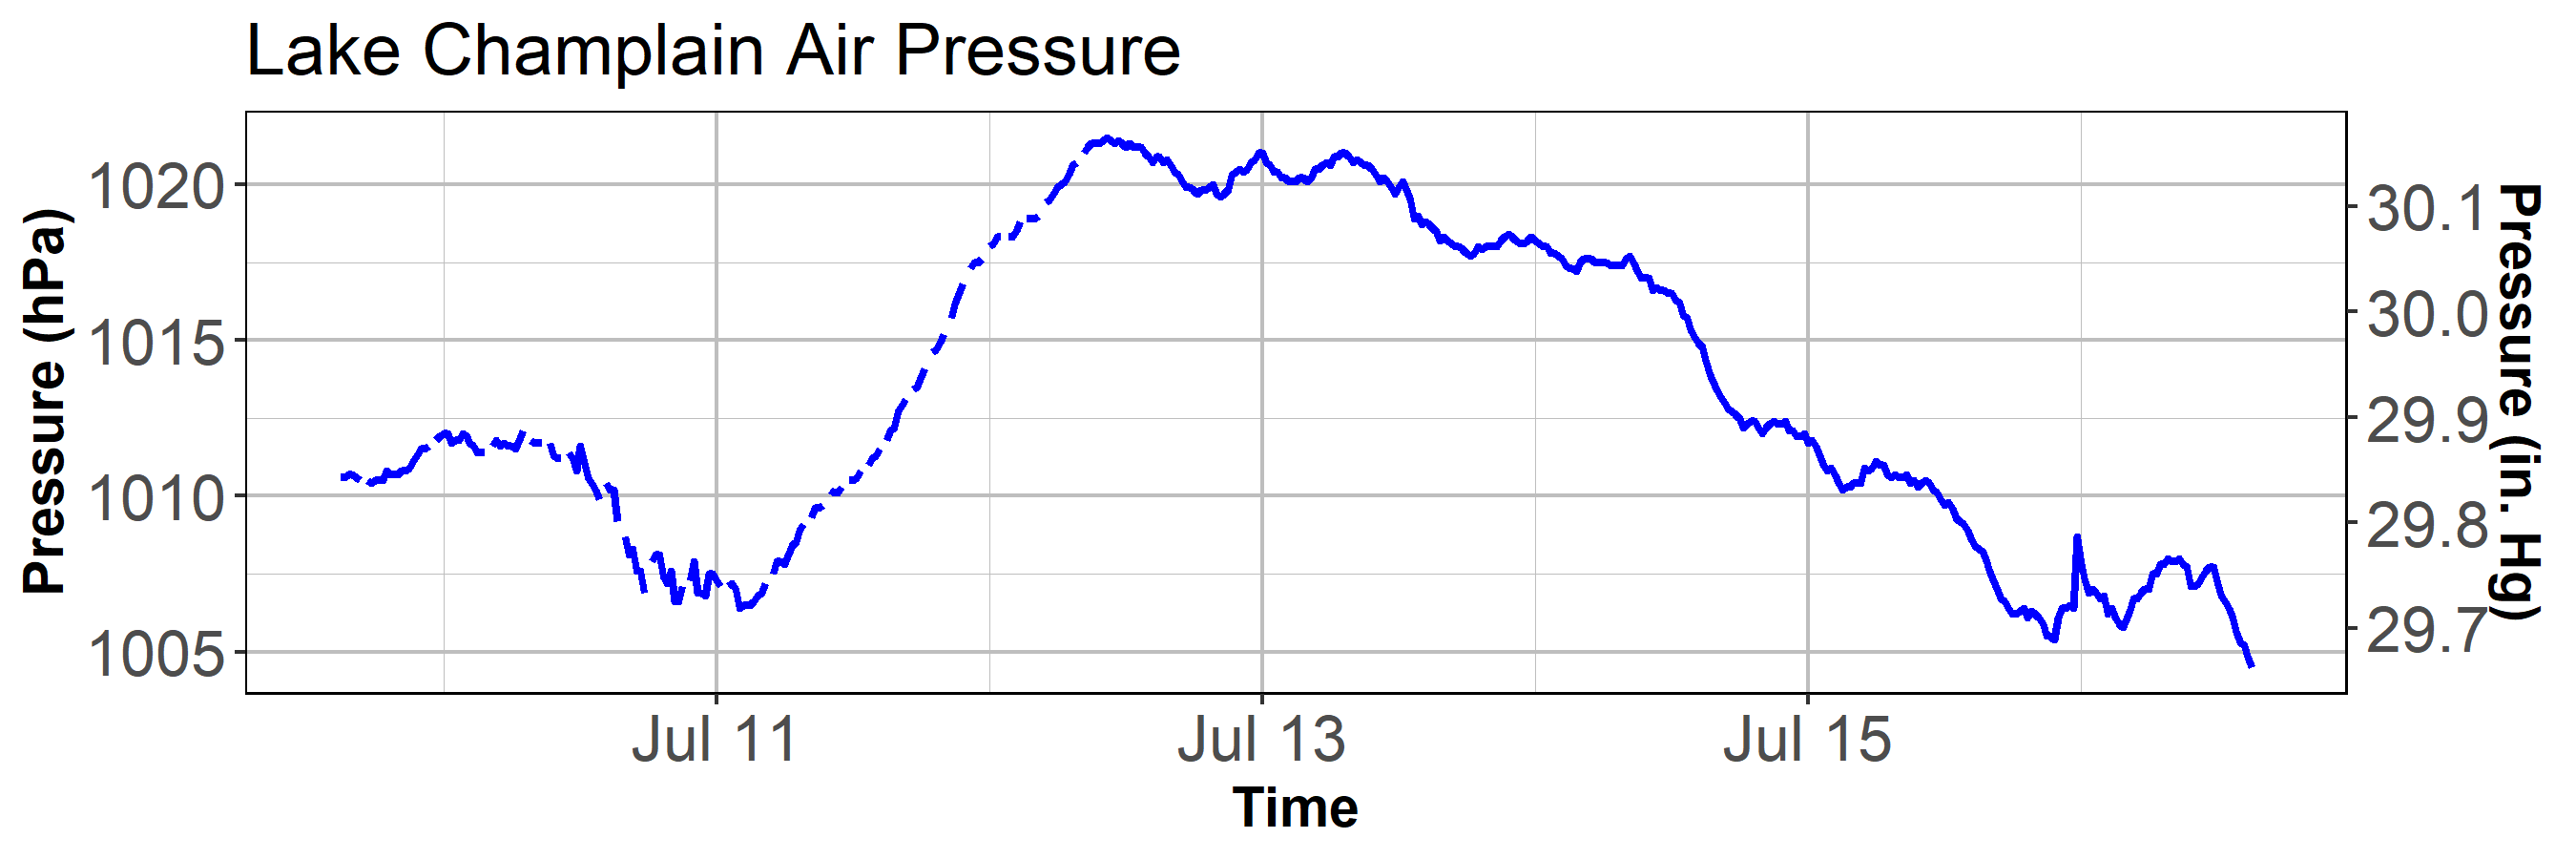 Lake Champlain Air Pressure
Pressure (hPa)
1020
1015
1010
1005
30.1
30.0
29.9
29.8
29.7
Pressure (in. Hg)
Jul 11
Jul 13
Jul 15
Time